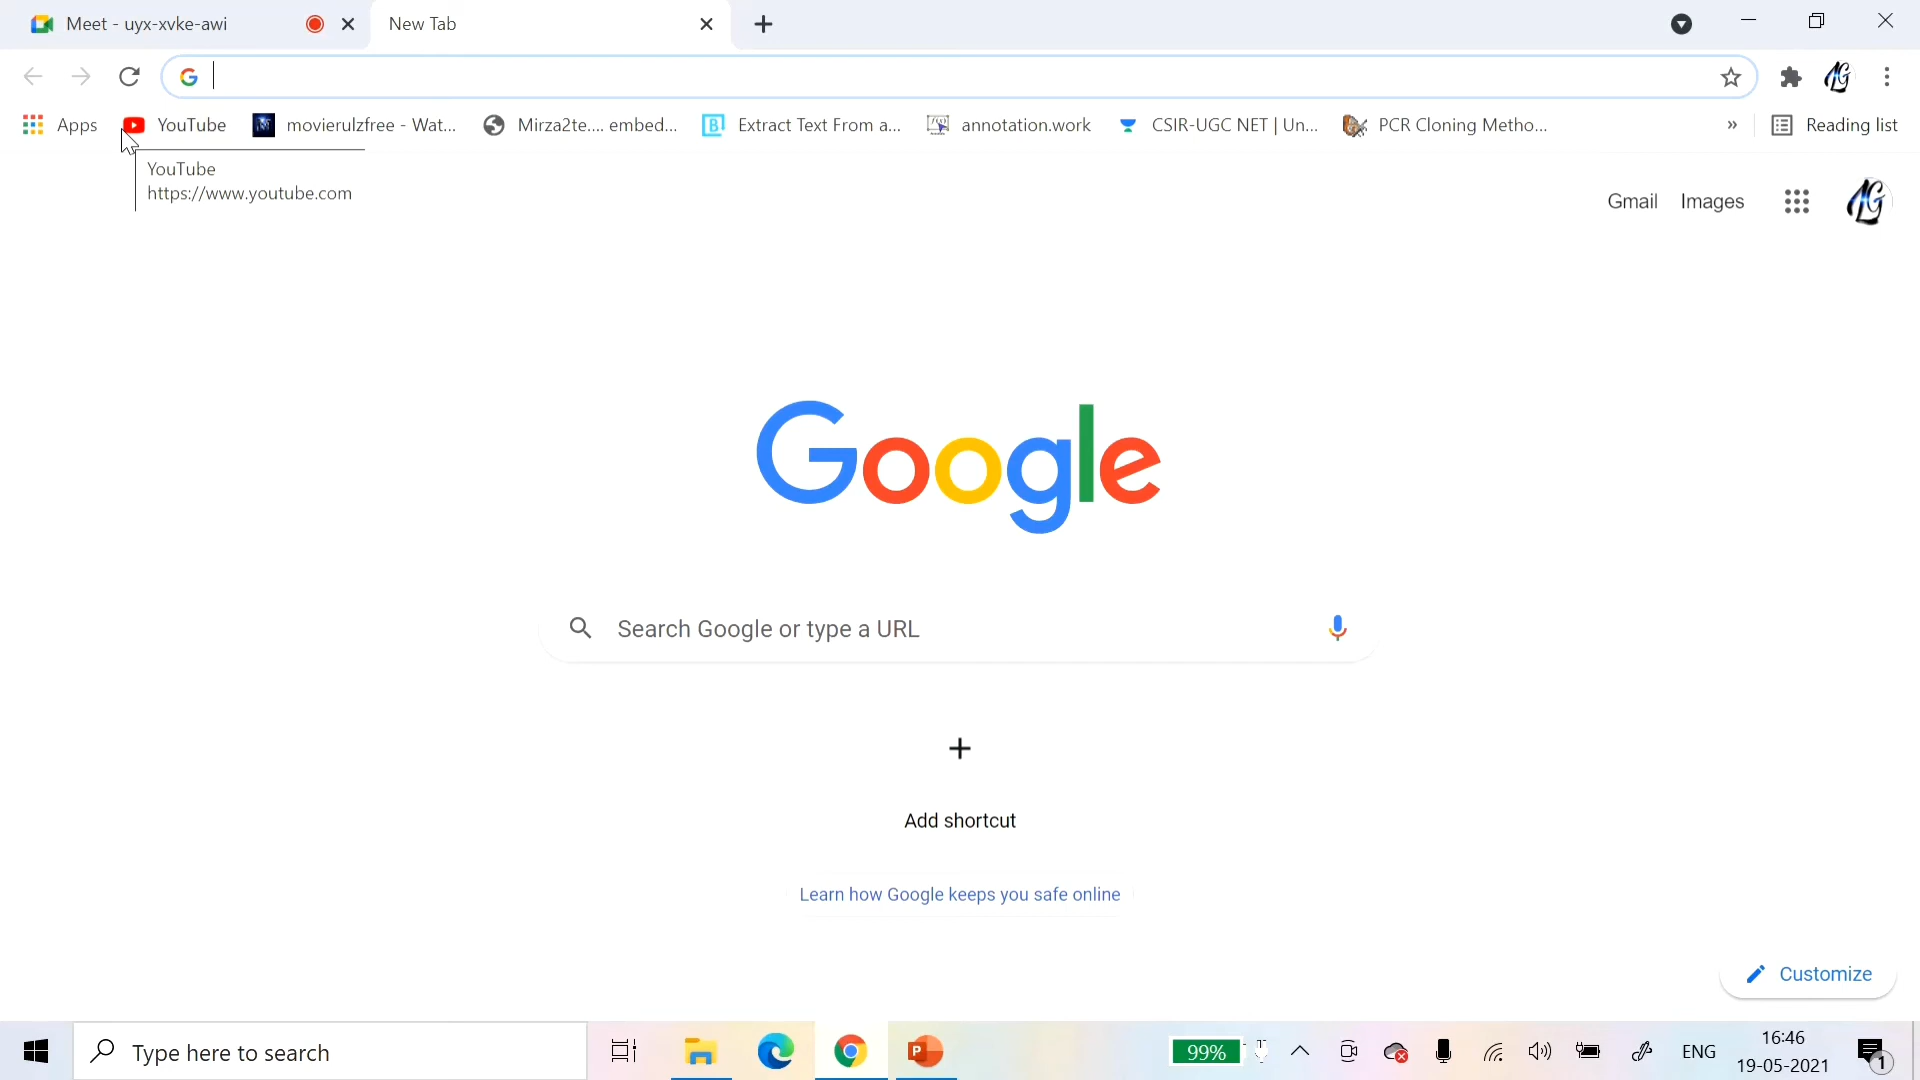 Meet - uyx-xvke-awi
New Tab
Apps
YouTube
movierulzfree - Wat...
Mirza2te.... embed...
Extract Text From a...
annotation.work
CSIR-UGC NET | Un...
PCR Cloning Metho...
»
Reading list
YouTube
https://www.youtube.com
Gmail
Images
Google
Search Google or type a URL
Add shortcut
Learn how Google keeps you safe online
Customize
Type here to search
99%
ENG
16:46
19-05-2021
1